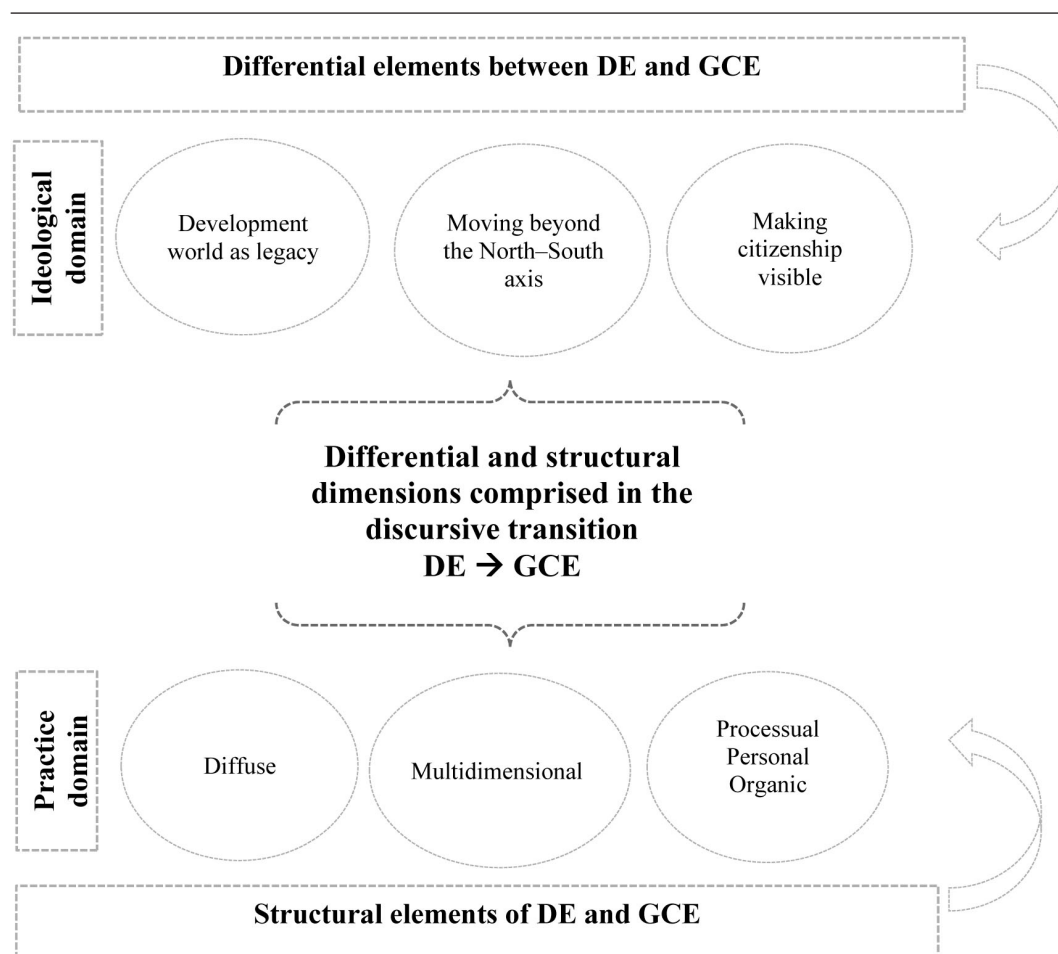 Differential elements between DE and GCE
Ideological
domain
Development
world as legacy
Moving beyond
the North–South
axis
Making
citizenship
visible
Differential and structural
dimensions comprised in the
discursive transition
DE → GCE
Practice
domain
Diffuse
Multidimensional
Processual
Personal
Organic
Structural elements of DE and GCE